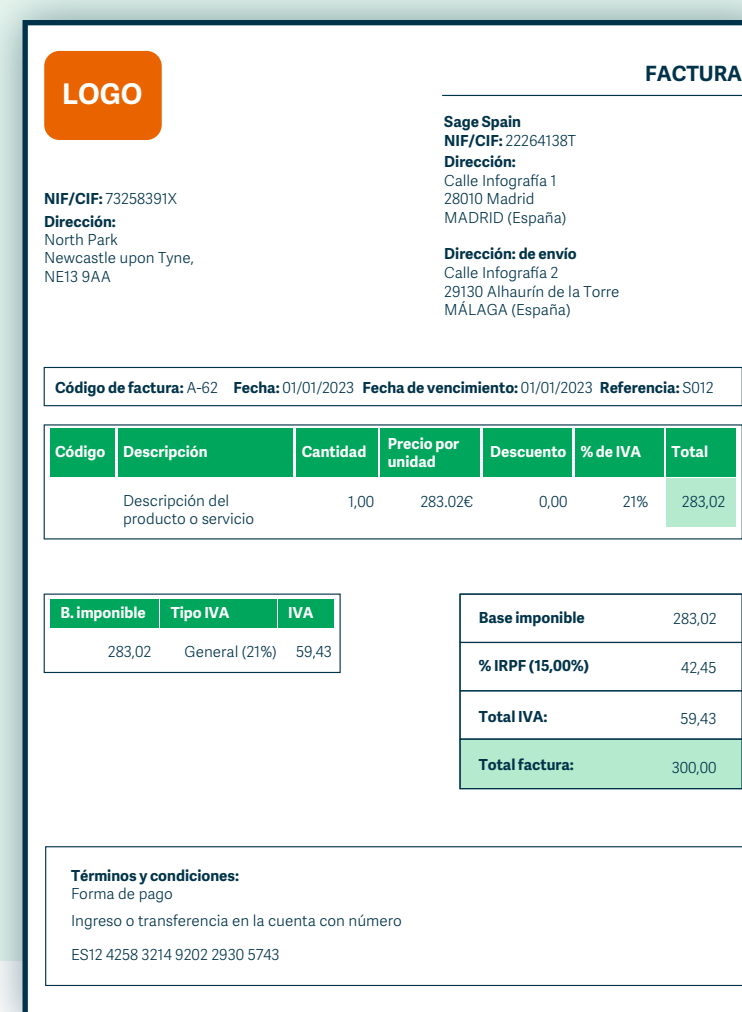 LOGO
FACTURA
Sage Spain
NIF/CIF: 22264138T
Dirección:
Calle Infografía 1
28010 Madrid
MADRID (España)
NIF/CIF: 73258391X
Dirección:
North Park
Newcastle upon Tyne,
NE13 9AA
Dirección: de envío
Calle Infografía 2
29130 Alhaurín de la Torre
MÁLAGA (España)
Código de factura: A-62 Fecha: 01/01/2023 Fecha de vencimiento: 01/01/2023 Referencia: S012
Código Descripción Cantidad Precio por unidad Descuento % de IVA Total
Descripción del producto o servicio 1,00 283.02€ 0,00 21% 283,02
B. imponible Tipo IVA IVA
283,02 General (21%) 59,43
Base imponible 283,02
% IRPF (15,00%) 42,45
Total IVA: 59,43
Total factura: 300,00
Términos y condiciones:
Forma de pago
Ingreso o transferencia en la cuenta con número
ES12 4258 3214 9202 2930 5743